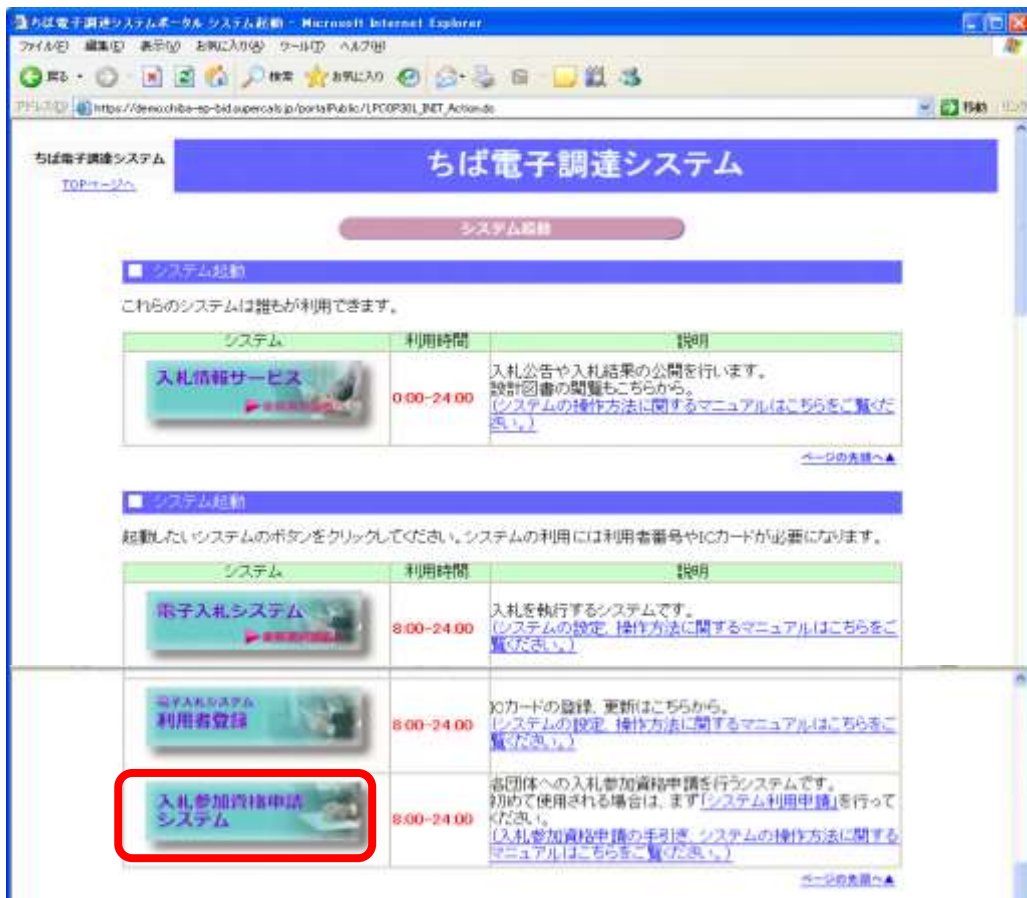 ちば電子調達システムポータル システム起動 - Microsoft Internet Explorer
ファイル(F) 編集(E) 表示(V) お気に入り(A) ツール(T) ヘルプ(H)
戻る 検索 お気に入り
アドレス(D) https://demo.chiba-ep-bid.supercals.jp/portalPublic/LPCOP30L_INET_Action.do 移動 リンク
ちば電子調達システム
TOPページへ
ちば電子調達システム
システム起動
システム起動
これらのシステムは誰もが利用できます。
システム 利用時間 説明
入札情報サービス
0:00-24:00
入札公告や入札結果の公開を行います。
設計図書の閲覧もこちらから。
(システムの操作方法に関するマニュアルはこちらをご覧くだ
さい。)
ページの先頭へ▲
システム起動
起動したいシステムのボタンをクリックしてください。システムの利用には利用者番号やICカードが必要になります。
システム 利用時間 説明
電子入札システム
8:00-24:00
入札を執行するシステムです。
(システムの設定、操作方法に関するマニュアルはこちらをご
覧ください。)
電子入札システム
利用者登録
8:00-24:00
ICカードの登録、更新はこちらから。
(システムの設定、操作方法に関するマニュアルはこちらをご
覧ください。)
入札参加資格申請
システム
8:00-24:00
各団体への入札参加資格申請を行うシステムです。
初めて使用される場合は、まず「システム利用申請」を行って
ください。
(入札参加資格申請の手引き、システムの操作方法に関する
マニュアルはこちらをご覧ください。)
ページの先頭へ▲